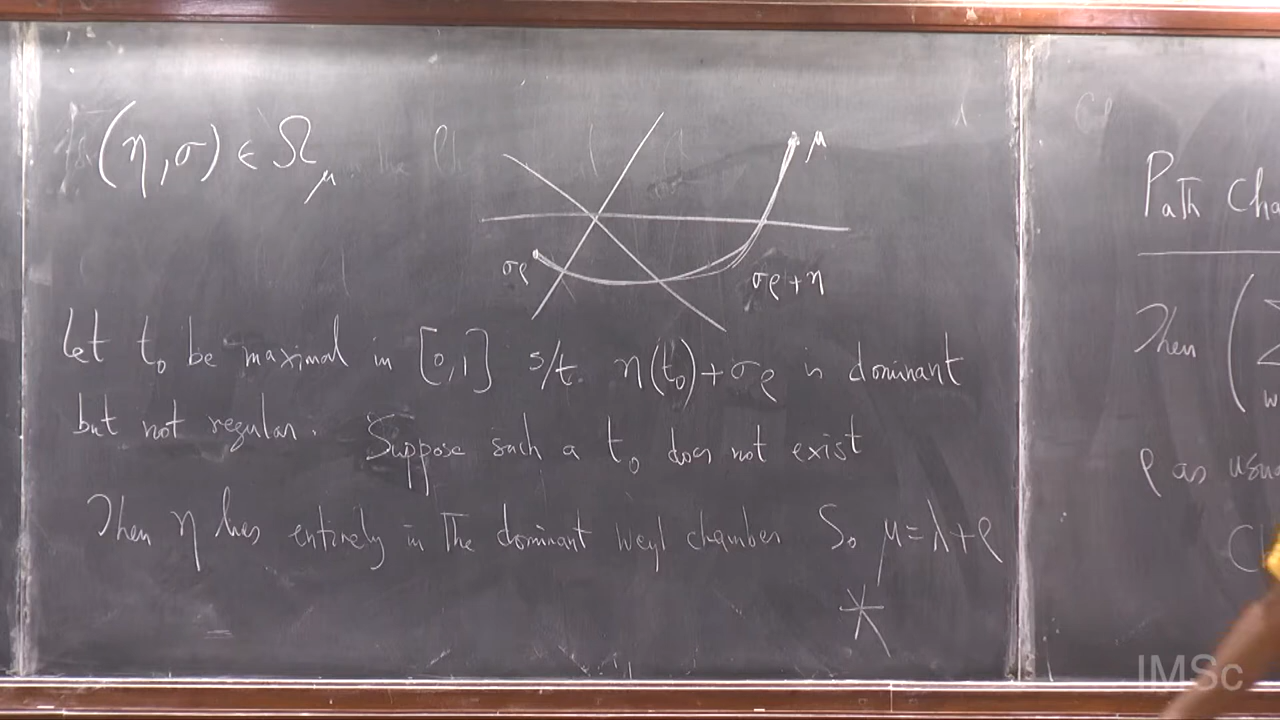 (η,σ) ∈ Ω_μ
μ
σρ
σρ+η
Let t₀ be maximal in [0,1] s/t. η(t₀)+σρ is dominant
but not regular. Suppose such a t₀ does not exist
Then η lies entirely in the dominant Weyl chamber So μ=λ+ρ
Path Cha
Then ( Σ
w
ρ as usua
C
IMSc